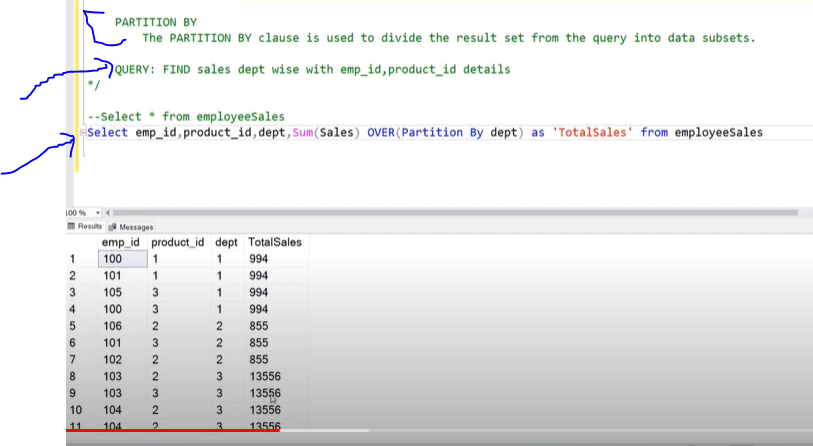 PARTITION BY
The PARTITION BY clause is used to divide the result set from the query into data subsets.
QUERY: FIND sales dept wise with emp_id,product_id details
*/
--Select * from employeeSales
Select emp_id,product_id,dept,Sum(Sales) OVER(Partition By dept) as 'TotalSales' from employeeSales
100 %
Results Messages
emp_id product_id dept TotalSales
1 100 1 1 994
2 101 1 1 994
3 105 3 1 994
4 100 3 1 994
5 106 2 2 855
6 101 3 2 855
7 102 2 2 855
8 103 2 3 13556
9 103 3 3 13556
10 104 2 3 13556
11 104 2 3 13556